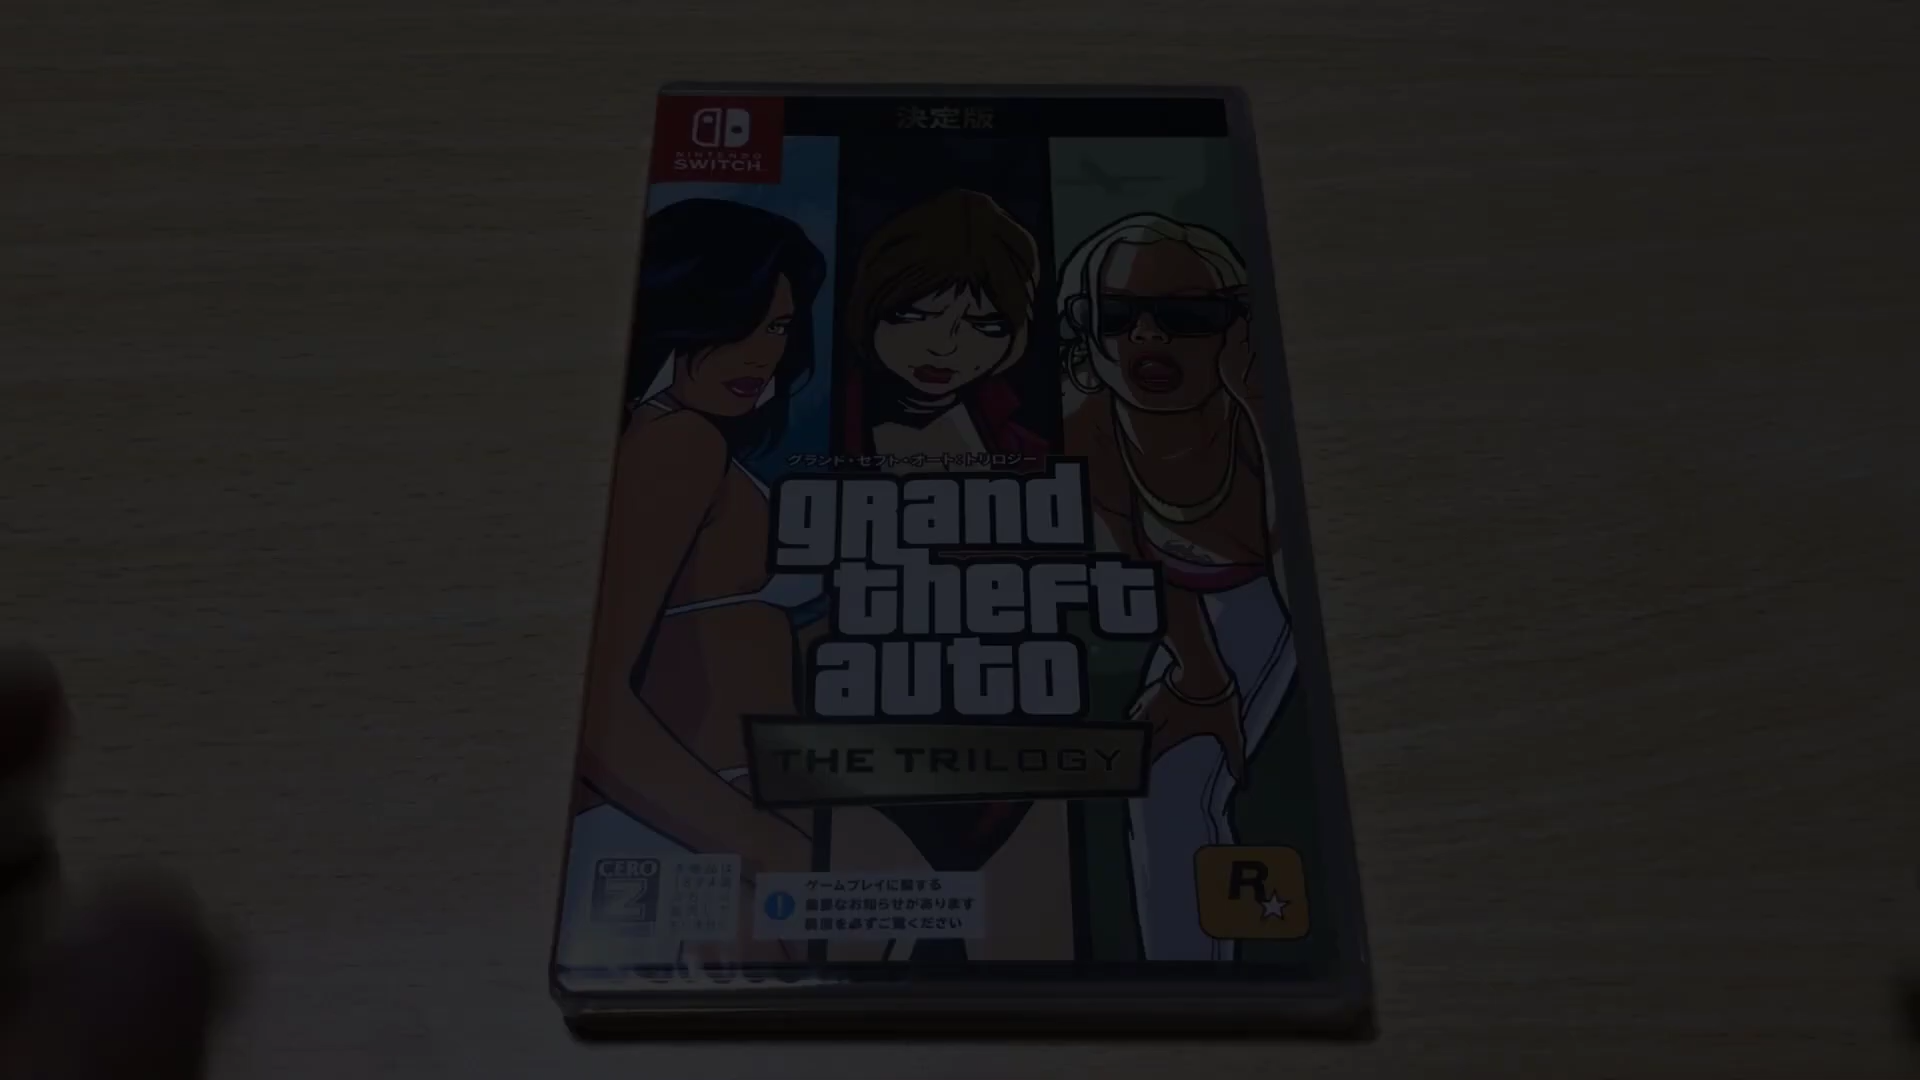 決定版
NINTENDO
SWITCH
グランド・セフト・オート:トリロジー
grand
theft
auto
THE TRILOGY
CERO
Z
ゲームプレイに関する
重要なお知らせがあります
裏面を必ずご覧ください
R